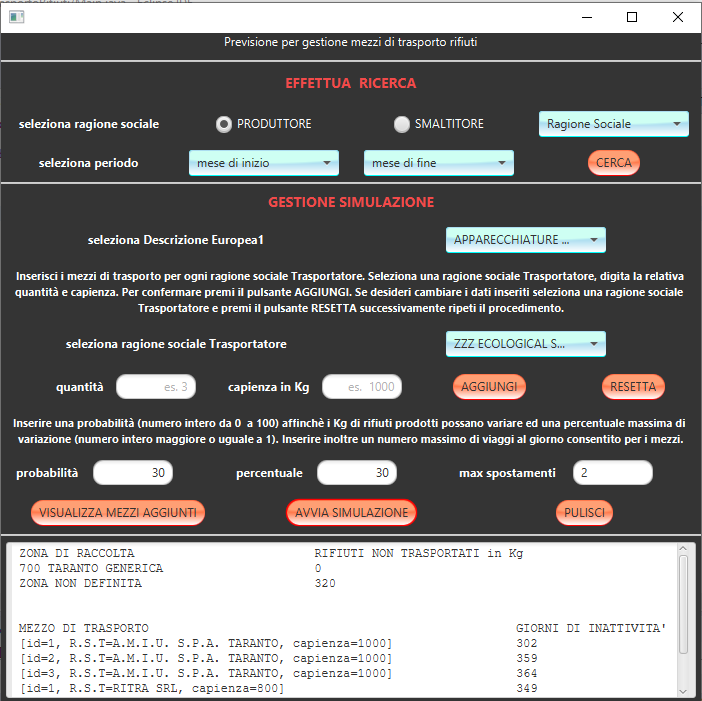 Previsione per gestione mezzi di trasporto rifiuti
EFFETTUA RICERCA
seleziona ragione sociale PRODUTTORE SMALTITORE Ragione Sociale
seleziona periodo mese di inizio mese di fine CERCA
GESTIONE SIMULAZIONE
seleziona Descrizione Europea1 APPARECCHIATURE ...
Inserisci i mezzi di trasporto per ogni ragione sociale Trasportatore. Seleziona una ragione sociale Trasportatore, digita la relativa
quantità e capienza. Per confermare premi il pulsante AGGIUNGI. Se desideri cambiare i dati inseriti seleziona una ragione sociale
Trasportatore e premi il pulsante RESETTA successivamente ripeti il procedimento.
seleziona ragione sociale Trasportatore ZZZ ECOLOGICAL S...
quantità es. 3 capienza in Kg es. 1000 AGGIUNGI RESETTA
Inserire una probabilità (numero intero da 0 a 100) affinchè i Kg di rifiuti prodotti possano variare ed una percentuale massima di
variazione (numero intero maggiore o uguale a 1). Inserire inoltre un numero massimo di viaggi al giorno consentito per i mezzi.
probabilità 30 percentuale 30 max spostamenti 2
VISUALIZZA MEZZI AGGIUNTI AVVIA SIMULAZIONE PULISCI
ZONA DI RACCOLTA RIFIUTI NON TRASPORTATI in Kg
700 TARANTO GENERICA 0
ZONA NON DEFINITA 320
MEZZO DI TRASPORTO GIORNI DI INATTIVITA'
[id=1, R.S.T=A.M.I.U. S.P.A. TARANTO, capienza=1000] 302
[id=2, R.S.T=A.M.I.U. S.P.A. TARANTO, capienza=1000] 359
[id=3, R.S.T=A.M.I.U. S.P.A. TARANTO, capienza=1000] 364
[id=1, R.S.T=RITRA SRL, capienza=800] 349